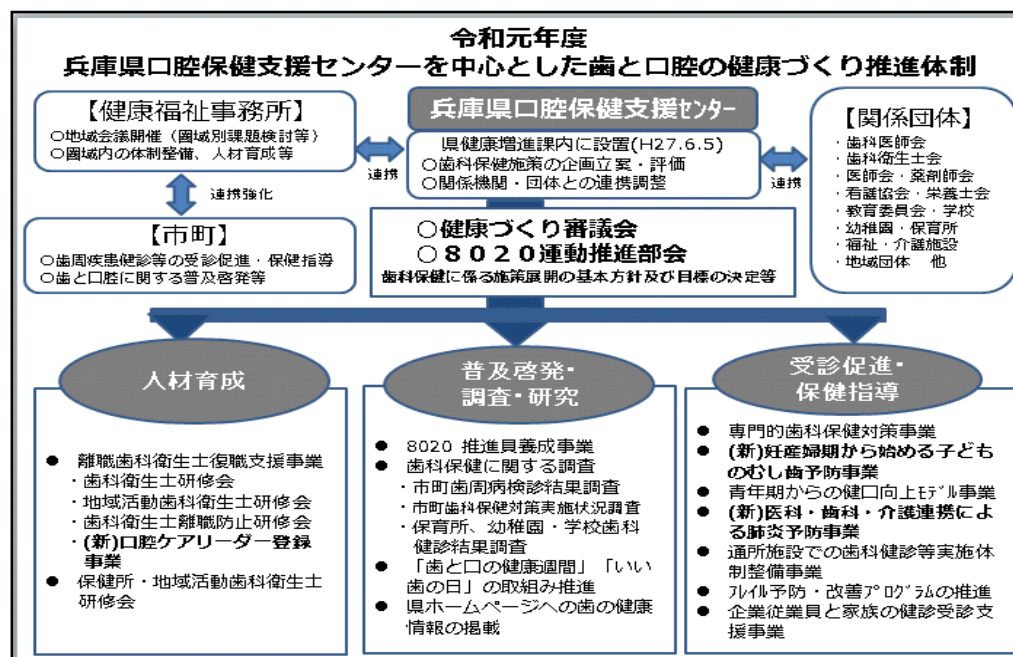 令和元年度
兵庫県口腔保健支援センターを中心とした歯と口腔の健康づくり推進体制
【健康福祉事務所】
○地域会議開催（圏域別課題検討等）
○圏域内の体制整備、人材育成等
連携
兵庫県口腔保健支援ｾﾝﾀｰ
県健康増進課内に設置(H27.6.5)
○歯科保健施策の企画立案・評価
○関係機関・団体との連携調整
連携
【関係団体】
・歯科医師会
・歯科衛生士会
・医師会・薬剤師会
・看護協会・栄養士会
・教育委員会・学校
・幼稚園・保育所
・福祉・介護施設
・地域団体　他
連携強化
【市町】
○歯周疾患健診等の受診促進・保健指導
○歯と口腔に関する普及啓発等
○健康づくり審議会
○８０２０運動推進部会
歯科保健に係る施策展開の基本方針及び目標の決定等
人材育成
● 離職歯科衛生士復職支援事業
・歯科衛生士研修会
・地域活動歯科衛生士研修会
・歯科衛生士離職防止研修会
・(新)口腔ケアリーダー登録
事業
● 保健所・地域活動歯科衛生士
研修会
普及啓発・
調査・研究
● 8020 推進員養成事業
● 歯科保健に関する調査
・市町歯周病検診結果調査
・市町歯科保健対策実施状況調査
・保育所、幼稚園・学校歯科
健診結果調査
● 「歯と口の健康週間」「いい
歯の日」の取組み推進
● 県ホームページへの歯の健康
情報の掲載
受診促進・
保健指導
● 専門的歯科保健対策事業
● (新)妊産婦期から始める子ども
のむし歯予防事業
● 青年期からの健口向上ﾓﾃﾞﾙ事業
● (新)医科・歯科・介護連携によ
る肺炎予防事業
● 通所施設での歯科健診等実施体
制整備事業
● ﾌﾚｲﾙ予防・改善ﾌﾟﾛｸﾞﾗﾑの推進
● 企業従業員と家族の健診受診支
援事業